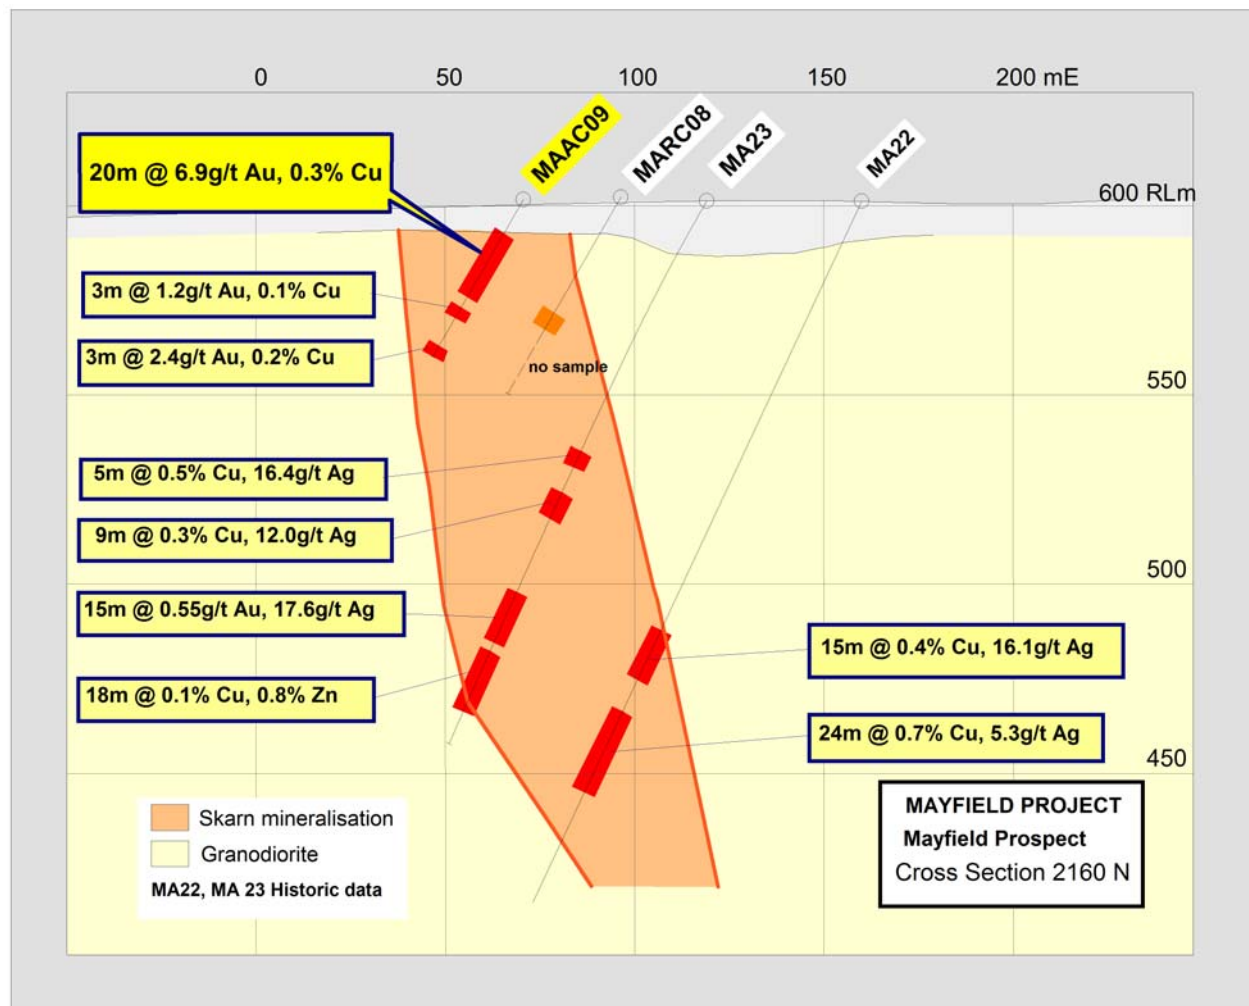 0 50 100 150 200 mE
MAAC09
MARC08
MA23
MA22
20m @ 6.9g/t Au, 0.3% Cu
600 RLm
3m @ 1.2g/t Au, 0.1% Cu
3m @ 2.4g/t Au, 0.2% Cu
no sample
550
5m @ 0.5% Cu, 16.4g/t Ag
9m @ 0.3% Cu, 12.0g/t Ag
500
15m @ 0.55g/t Au, 17.6g/t Ag
15m @ 0.4% Cu, 16.1g/t Ag
18m @ 0.1% Cu, 0.8% Zn
24m @ 0.7% Cu, 5.3g/t Ag
450
Skarn mineralisation
Granodiorite
MA22, MA 23 Historic data
MAYFIELD PROJECT
Mayfield Prospect
Cross Section 2160 N